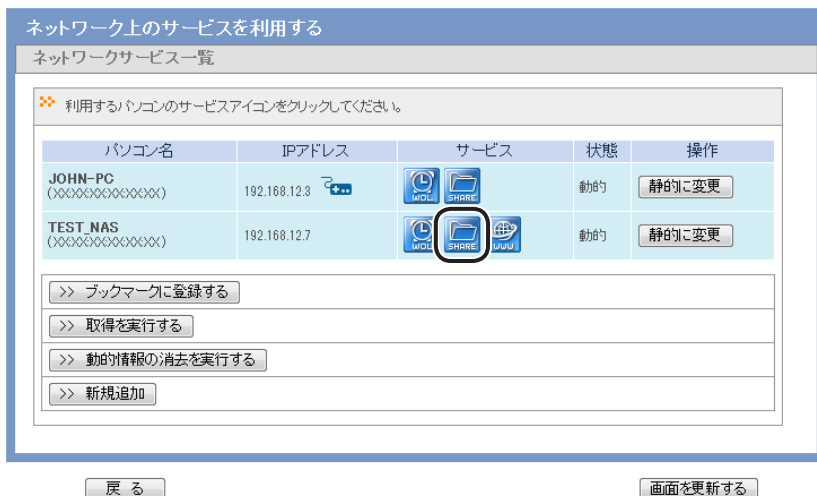 ネットワーク上のサービスを利用する
ネットワークサービス一覧
利用するパソコンのサービスアイコンをクリックしてください。
パソコン名 IPアドレス サービス 状態 操作
JOHN-PC
(XXXXXXXXXXXXX) 192.168.12.3 WOL SHARE 動的 静的に変更
TEST_NAS
(XXXXXXXXXXXXX) 192.168.12.7 WOL SHARE WWW 動的 静的に変更
>> ブックマークに登録する
>> 取得を実行する
>> 動的情報の消去を実行する
>> 新規追加
戻 る 画面を更新する